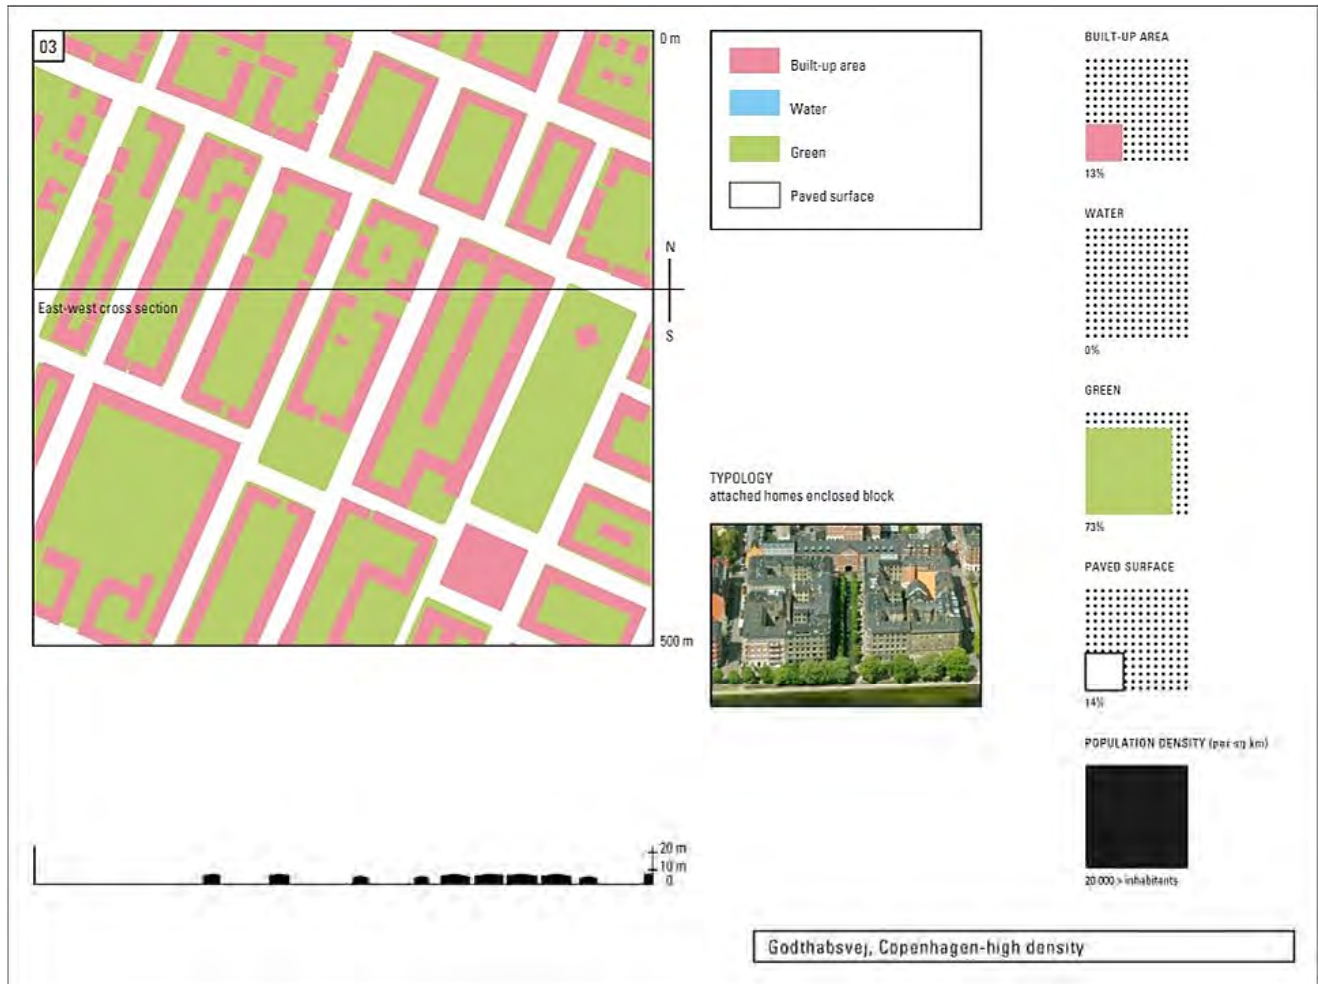 03
0 m
N
S
East-west cross section
500 m
Built-up area
Water
Green
Paved surface
TYPOLOGY
attached homes enclosed block
BUILT-UP AREA
13%
WATER
0%
GREEN
73%
PAVED SURFACE
14%
POPULATION DENSITY (per sq km)
20 000 > inhabitants
20 m
10 m
0
Godthabsvej, Copenhagen-high density